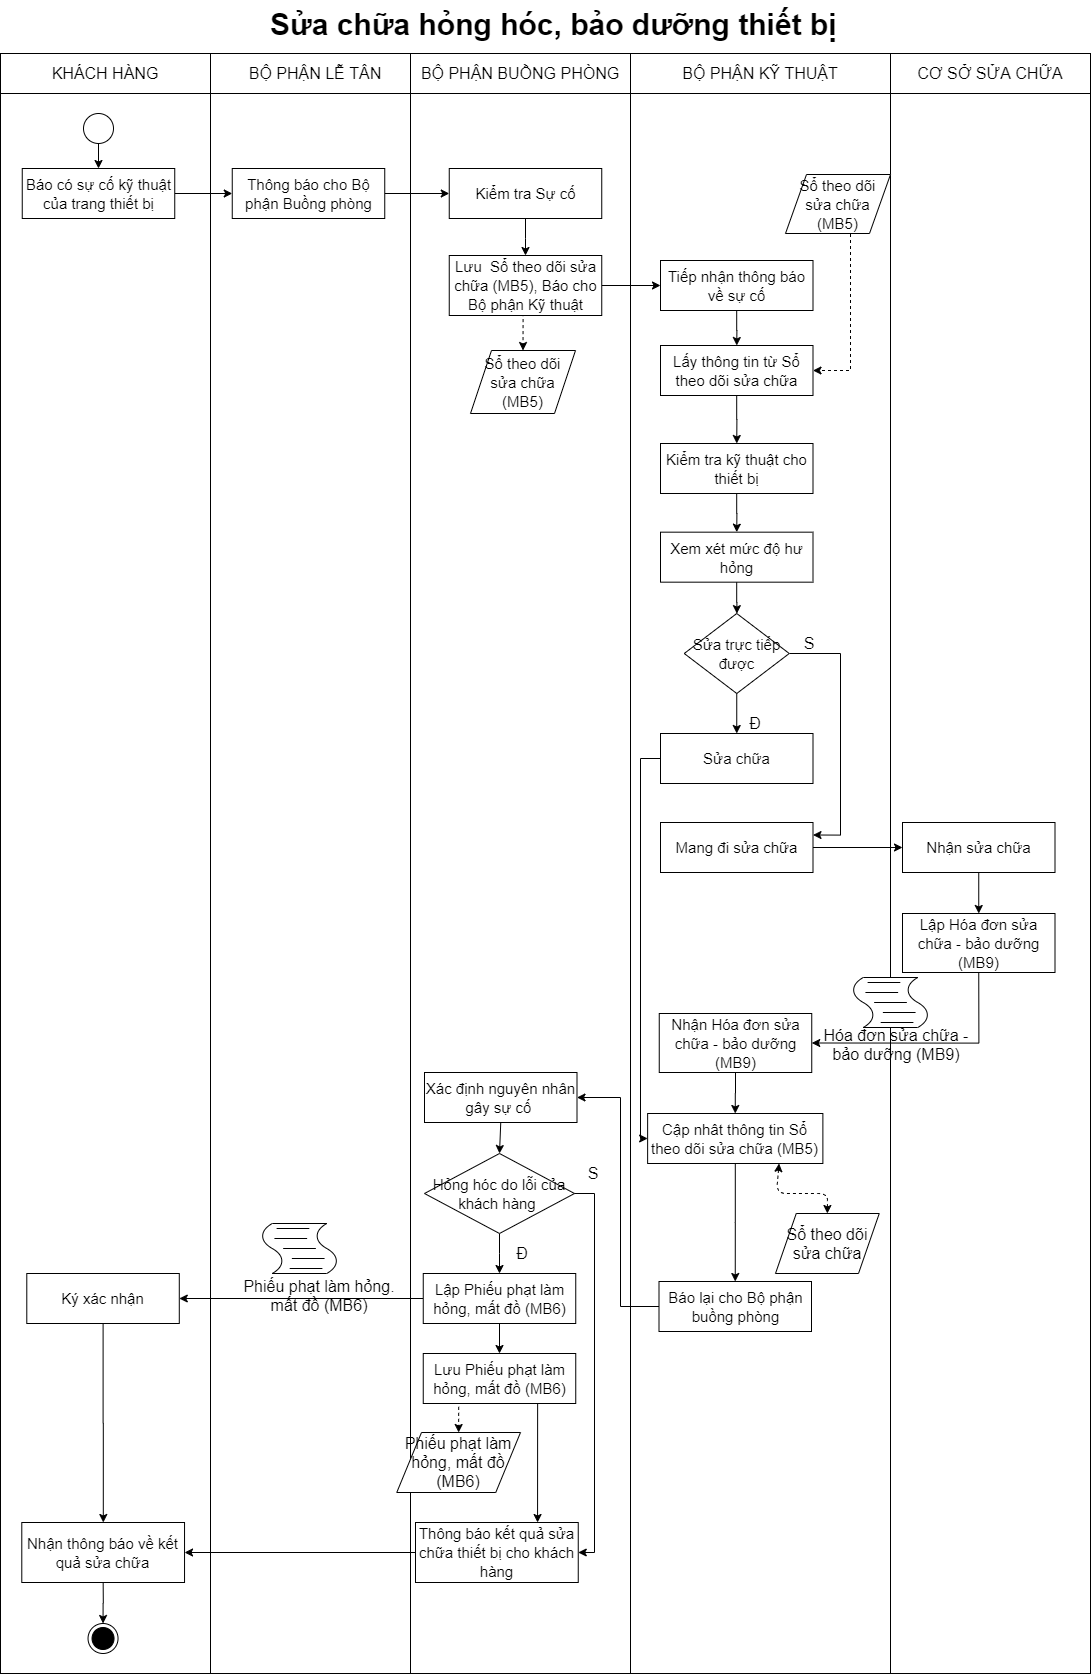 Sửa chữa hỏng hóc, bảo dưỡng thiết bị
KHÁCH HÀNG
BỘ PHẬN LỄ TÂN
BỘ PHẬN BUỒNG PHÒNG
BỘ PHẬN KỸ THUẬT
CƠ SỞ SỬA CHỮA
Báo có sự cố kỹ thuật
của trang thiết bị
Thông báo cho Bộ
phận Buồng phòng
Kiểm tra Sự cố
Sổ theo dõi
sửa chữa
(MB5)
Lưu Sổ theo dõi sửa
chữa (MB5), Báo cho
Bộ phận Kỹ thuật
Tiếp nhận thông báo
về sự cố
Sổ theo dõi
sửa chữa
(MB5)
Lấy thông tin từ Sổ
theo dõi sửa chữa
Kiểm tra kỹ thuật cho
thiết bị
Xem xét mức độ hư
hỏng
Sửa trực tiếp
được
S
Đ
Sửa chữa
Mang đi sửa chữa
Nhận sửa chữa
Lập Hóa đơn sửa
chữa - bảo dưỡng
(MB9)
Hóa đơn sửa chữa -
bảo dưỡng (MB9)
Nhận Hóa đơn sửa
chữa - bảo dưỡng
(MB9)
Xác định nguyên nhân
gây sự cố
Cập nhât thông tin Sổ
theo dõi sửa chữa (MB5)
Hỏng hóc do lỗi của
khách hàng
S
Đ
Sổ theo dõi
sửa chữa
Phiếu phạt làm hỏng.
mất đồ (MB6)
Ký xác nhận
Lập Phiếu phạt làm
hỏng, mất đồ (MB6)
Báo lại cho Bộ phận
buồng phòng
Lưu Phiếu phạt làm
hỏng, mất đồ (MB6)
Phiếu phạt làm
hỏng, mất đồ
(MB6)
Nhận thông báo về kết
quả sửa chữa
Thông báo kết quả sửa
chữa thiết bị cho khách
hàng